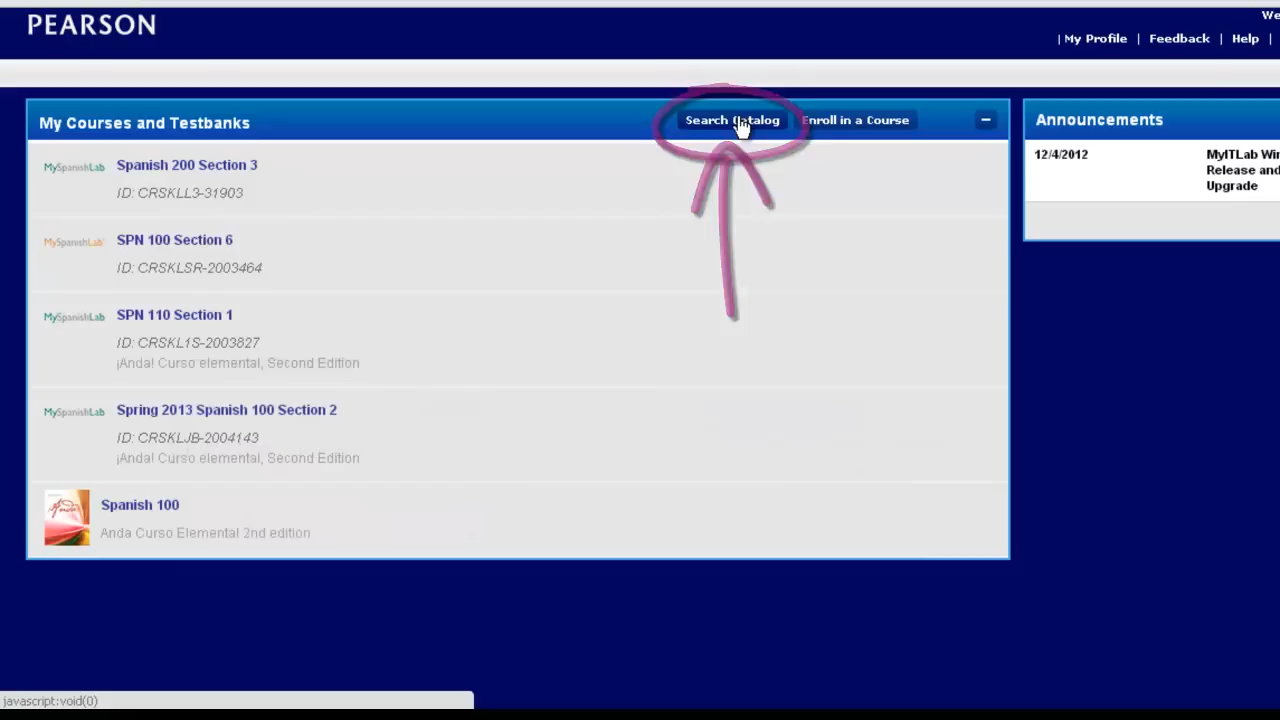 PEARSON
We
| My Profile | Feedback | Help |
My Courses and Testbanks
Search Catalog
Enroll in a Course
MySpanishLab Spanish 200 Section 3
ID: CRSKLL3-31903
MySpanishLab SPN 100 Section 6
ID: CRSKLSR-2003464
MySpanishLab SPN 110 Section 1
ID: CRSKL1S-2003827
¡Anda! Curso elemental, Second Edition
MySpanishLab Spring 2013 Spanish 100 Section 2
ID: CRSKLJB-2004143
¡Anda! Curso elemental, Second Edition
Spanish 100
Anda Curso Elemental 2nd edition
Announcements
12/4/2012 MyITLab Win
Release and
Upgrade
javascript:void(0)